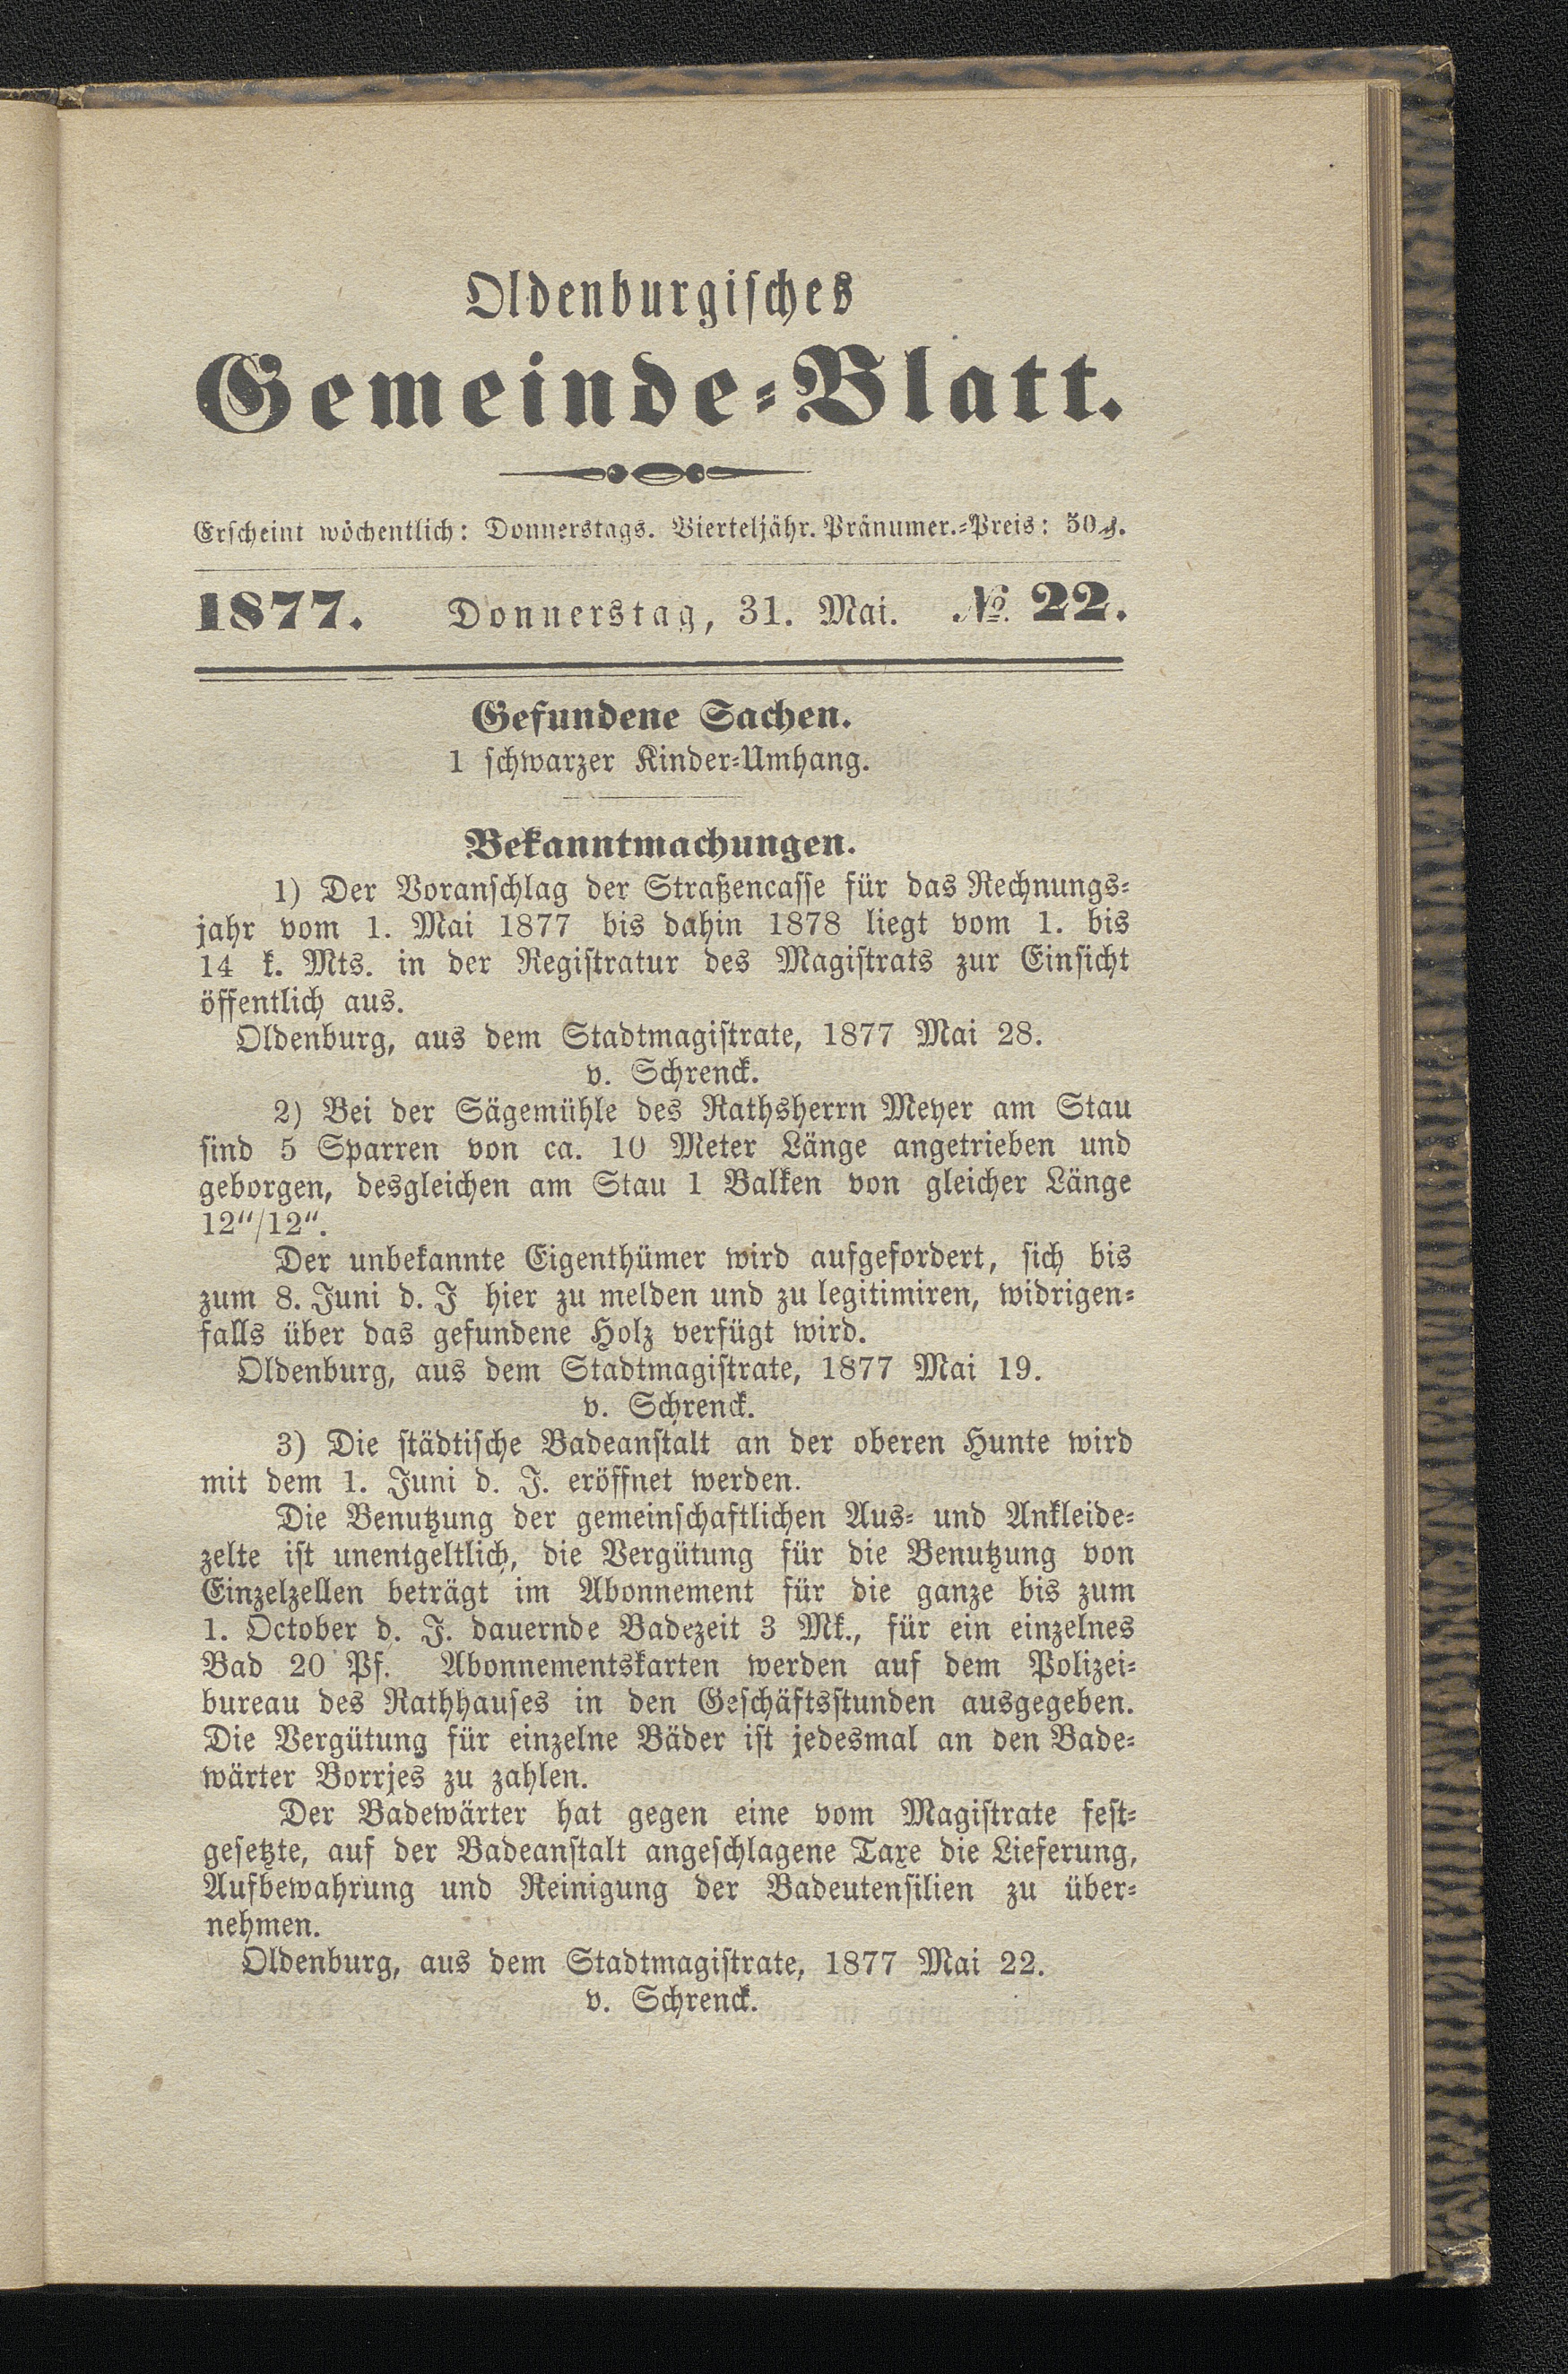 Oldenburgisches
Gemeinde-Blatt.
Erscheint wöchentlich: Donnerstags. Vierteljähr. Pränumer.-Preis: 50 ₰.
1877. Donnerstag, 31. Mai. № 22.
Gefundene Sachen.
1 schwarzer Kinder-Umhang.
Bekanntmachungen.
1) Der Voranschlag der Straßencasse für das Rechnungs-
jahr vom 1. Mai 1877 bis dahin 1878 liegt vom 1. bis
14 k. Mts. in der Registratur des Magistrats zur Einsicht
öffentlich aus.
Oldenburg, aus dem Stadtmagistrate, 1877 Mai 28.
v. Schrenck.
2) Bei der Sägemühle des Rathsherrn Meyer am Stau
sind 5 Sparren von ca. 10 Meter Länge angetrieben und
geborgen, desgleichen am Stau 1 Balken von gleicher Länge
12“/12“.
Der unbekannte Eigenthümer wird aufgefordert, sich bis
zum 8. Juni d. J hier zu melden und zu legitimiren, widrigen-
falls über das gefundene Holz verfügt wird.
Oldenburg, aus dem Stadtmagistrate, 1877 Mai 19.
v. Schrenck.
3) Die städtische Badeanstalt an der oberen Hunte wird
mit dem 1. Juni d. J. eröffnet werden.
Die Benutzung der gemeinschaftlichen Aus- und Ankleide-
zelte ist unentgeltlich, die Vergütung für die Benutzung von
Einzelzellen beträgt im Abonnement für die ganze bis zum
1. October d. J. dauernde Badezeit 3 Mk., für ein einzelnes
Bad 20 Pf. Abonnementskarten werden auf dem Polizei-
bureau des Rathhauses in den Geschäftsstunden ausgegeben.
Die Vergütung für einzelne Bäder ist jedesmal an den Bade-
wärter Borrjes zu zahlen.
Der Badewärter hat gegen eine vom Magistrate fest-
gesetzte, auf der Badeanstalt angeschlagene Taxe die Lieferung,
Aufbewahrung und Reinigung der Badeutensilien zu über-
nehmen.
Oldenburg, aus dem Stadtmagistrate, 1877 Mai 22.
v. Schrenck.